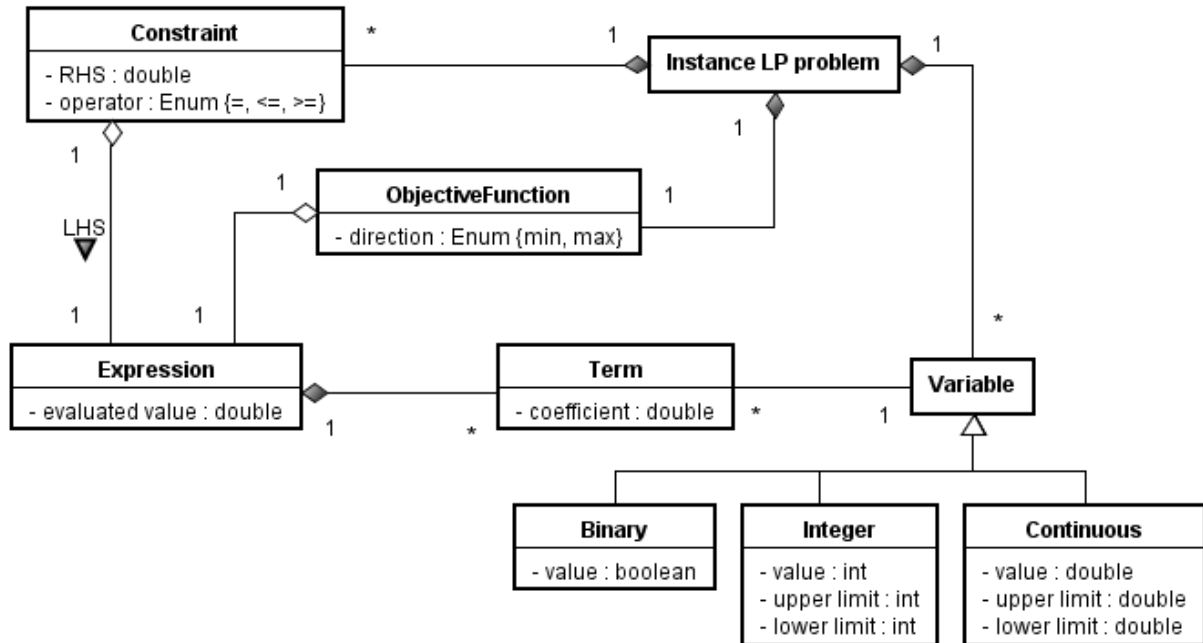 Constraint
- RHS : double
- operator : Enum {=, <=, >=}
*
1
Instance LP problem
1
1
1
1
ObjectiveFunction
- direction : Enum {min, max}
1
LHS
1
1
*
Expression
- evaluated value : double
1
*
Term
- coefficient : double
*
1
Variable
Binary
- value : boolean
Integer
- value : int
- upper limit : int
- lower limit : int
Continuous
- value : double
- upper limit : double
- lower limit : double